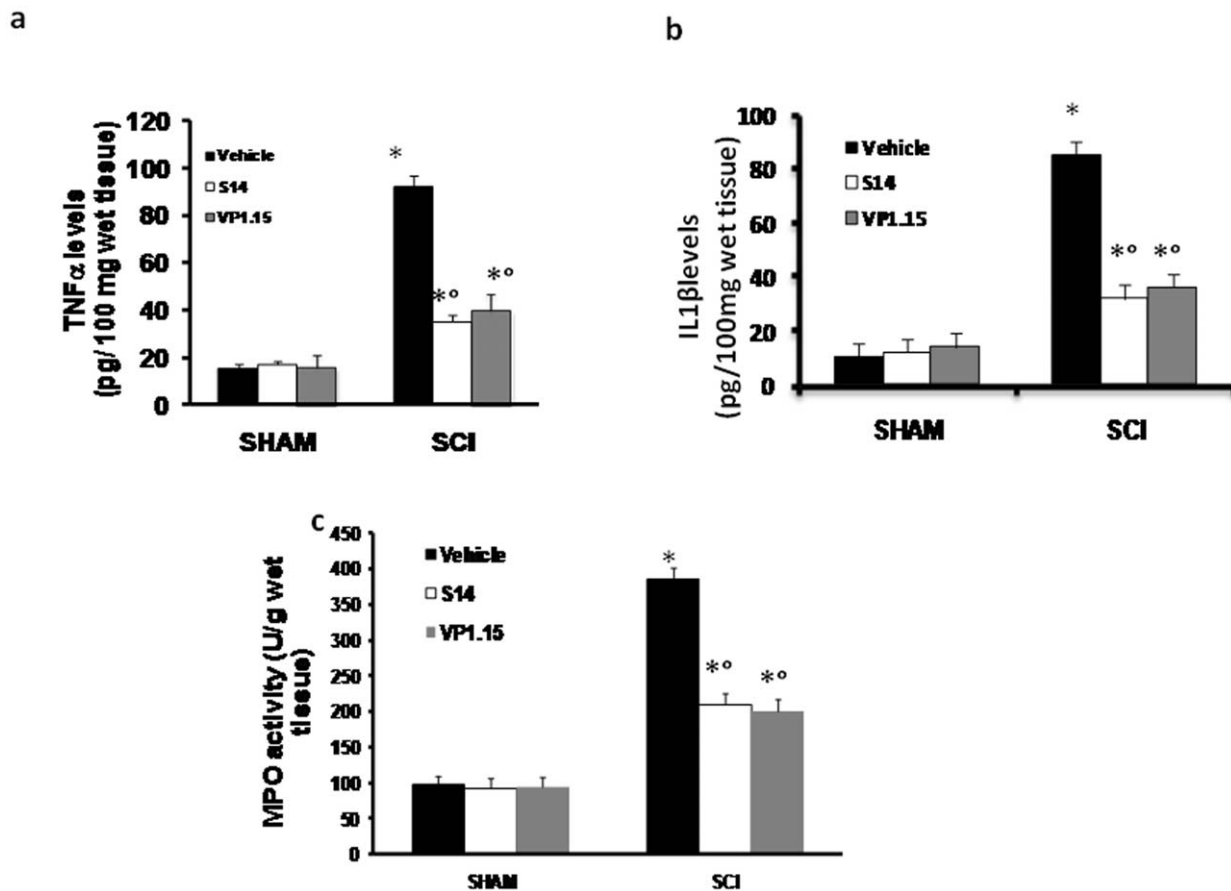 a
TNFα levels
(pg/100 mg wet tissue)
120
100
80
60
40
20
0
Vehicle
S14
VP1.15
*
*°
*°
SHAM
SCI
b
IL1βlevels
(pg/100mg wet tissue)
100
80
60
40
20
0
Vehicle
S14
VP1.15
*
*°
*°
SHAM
SCI
c
MPO activity (U/g wet
tissue)
450
400
350
300
250
200
150
100
50
0
Vehicle
S14
VP1.15
*
*°
*°
SHAM
SCI